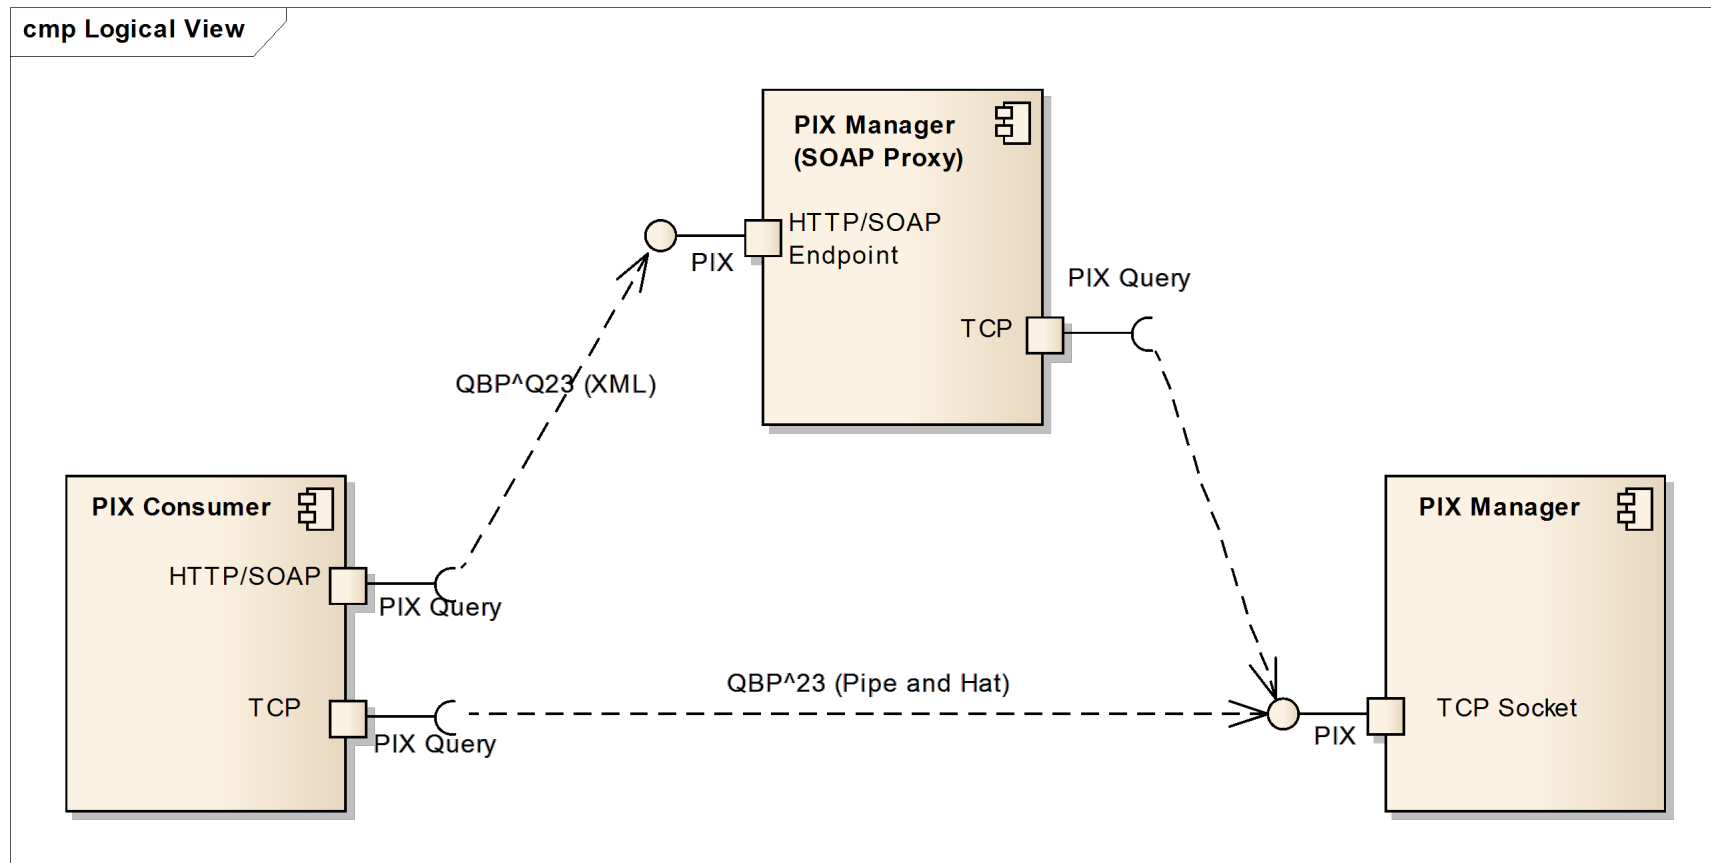 cmp Logical View
PIX Manager
(SOAP Proxy)
HTTP/SOAP
Endpoint
PIX
PIX Query
TCP
QBP^Q23 (XML)
PIX Consumer
HTTP/SOAP
PIX Query
TCP
PIX Query
QBP^23 (Pipe and Hat)
PIX Manager
TCP Socket
PIX